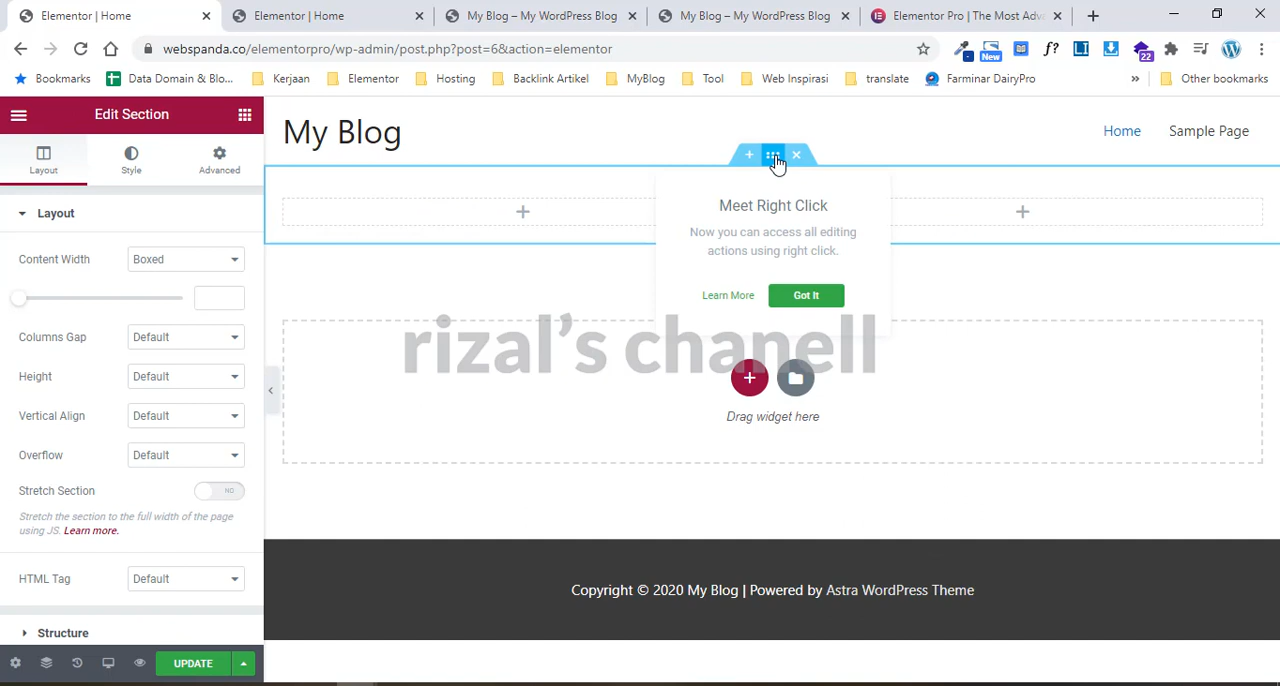 Elementor | Home
Elementor | Home
My Blog – My WordPress Blog
My Blog – My WordPress Blog
Elementor Pro | The Most Adv
webspanda.co/elementorpro/wp-admin/post.php?post=6&action=elementor
New
f?
22
Bookmarks
Data Domain & Blo...
Kerjaan
Elementor
Hosting
Backlink Artikel
MyBlog
Tool
Web Inspirasi
translate
Farminar DairyPro
»
Other bookmarks
Edit Section
My Blog
Home
Sample Page
Layout
Style
Advanced
Layout
Meet Right Click
Now you can access all editing
actions using right click.
Learn More
Got It
Content Width
Boxed
Columns Gap
Default
Height
Default
Vertical Align
Default
Overflow
Default
Stretch Section
NO
Stretch the section to the full width of the page
using JS. Learn more.
HTML Tag
Default
Structure
UPDATE
rizal's chanell
Drag widget here
Copyright © 2020 My Blog | Powered by Astra WordPress Theme